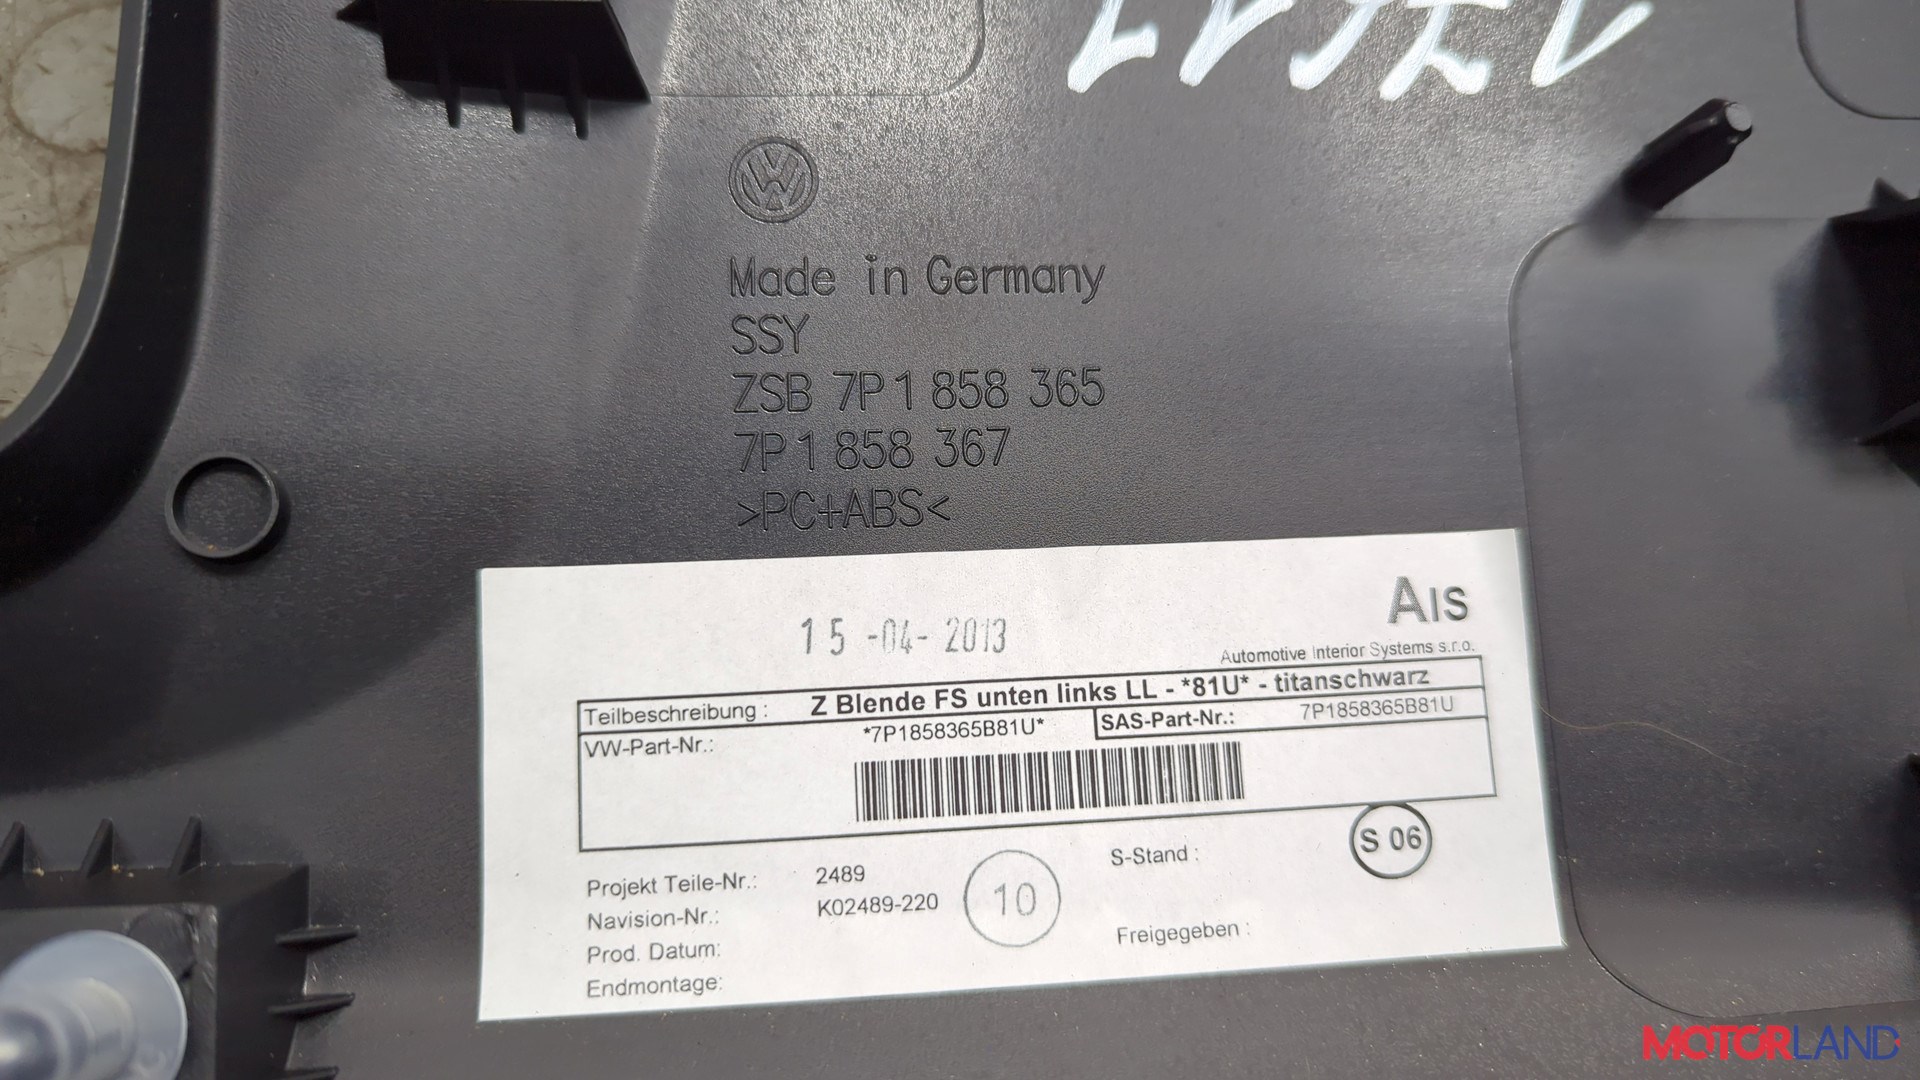 Made in Germany
SSY
ZSB 7P1 858 365
7P1 858 367
>PC+ABS<
AIS
15 -04- 2013
Automotive Interior Systems s.r.o.
Teilbeschreibung : Z Blende FS unten links LL - *81U* - titanschwarz
VW-Part-Nr.: *7P1858365B81U* SAS-Part-Nr.: 7P1858365B81U
Projekt Teile-Nr.: 2489 10 S-Stand : S 06
Navision-Nr.: K02489-220
Prod. Datum: Freigegeben :
Endmontage:
MOTORLAND